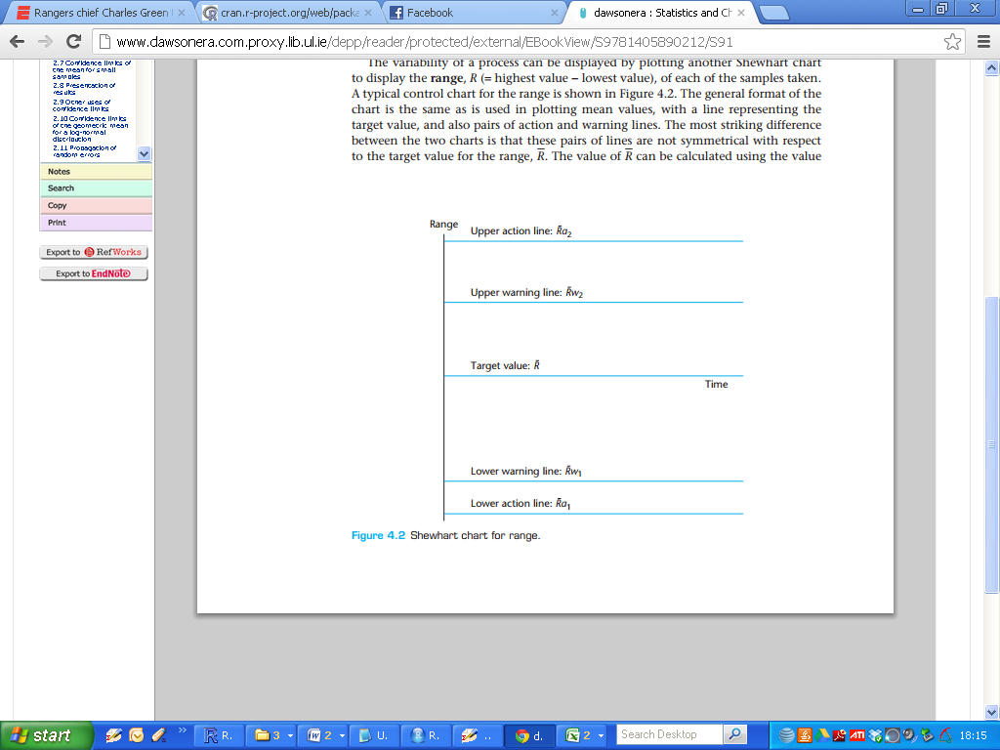 Rangers chief Charles Green
cran.r-project.org/web/packa
Facebook
dawsonera : Statistics and Ch
www.dawsonera.com.proxy.lib.ul.ie/depp/reader/protected/external/EBookView/S9781405890212/S91
2.7 Confidence limits of
the mean for small
samples
2.8 Presentation of
results
2.9 Other uses of
confidence limits
2.10 Confidence limits
of the geometric mean
for a log-normal
distribution
2.11 Propagation of
random errors
Notes
Search
Copy
Print
Export to RefWorks
Export to EndNote
The variability of a process can be displayed by plotting another Shewhart chart
to display the range, R (= highest value − lowest value), of each of the samples taken.
A typical control chart for the range is shown in Figure 4.2. The general format of the
chart is the same as is used in plotting mean values, with a line representing the
target value, and also pairs of action and warning lines. The most striking difference
between the two charts is that these pairs of lines are not symmetrical with respect
to the target value for the range, R̄. The value of R̄ can be calculated using the value
Range
Upper action line: R̄a₂
Upper warning line: R̄w₂
Target value: R̄
Time
Lower warning line: R̄w₁
Lower action line: R̄a₁
Figure 4.2 Shewhart chart for range.
start
R.
3
2
U.
R.
..
d.
2
Search Desktop
18:15